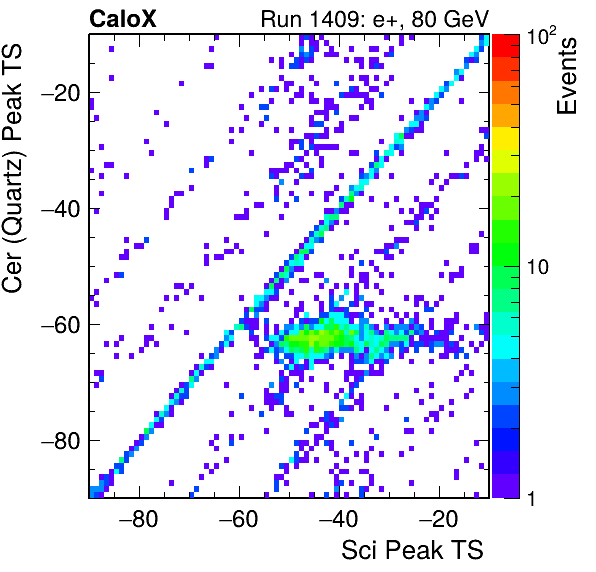 CaloX Run 1409: e+, 80 GeV
Cer (Quartz) Peak TS
−20
−40
−60
−80
−80 −60 −40 −20
Sci Peak TS
10²
10
1
Events